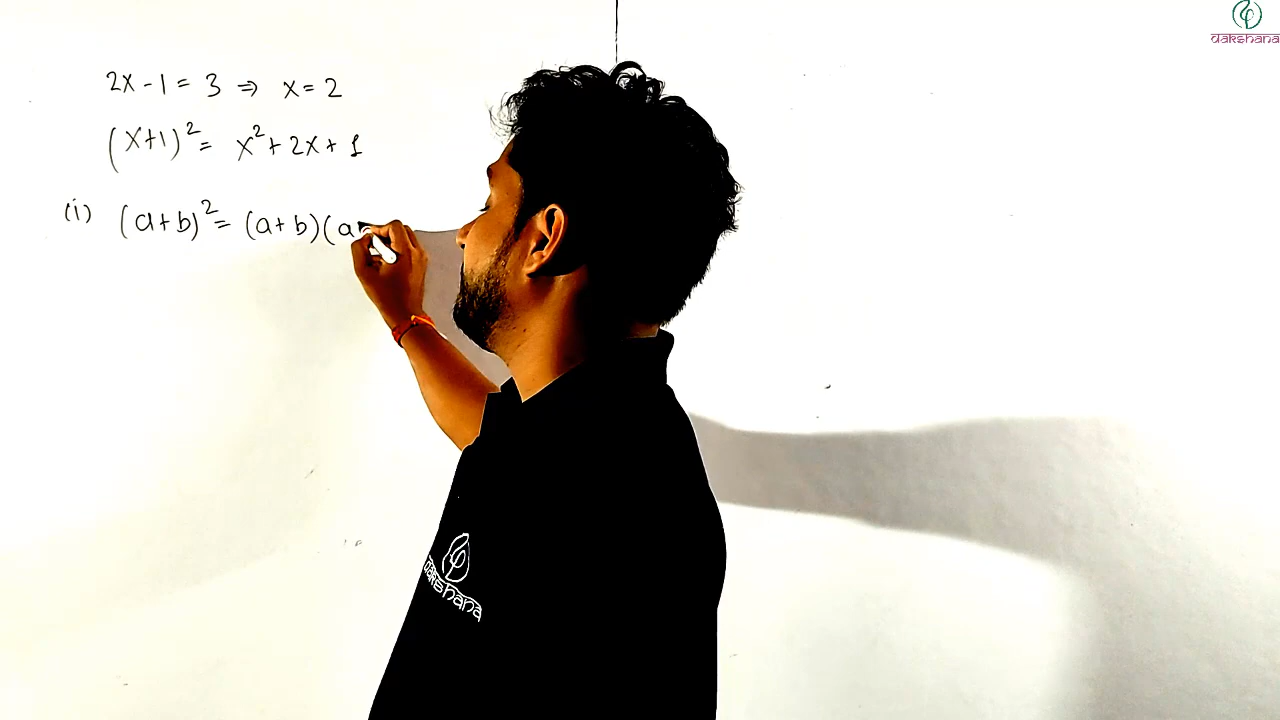 dakshana
2x - 1 = 3 ⇒ x = 2
(x+1)² = x² + 2x + 1
(i) (a+b)² = (a+b)(a
dakshana